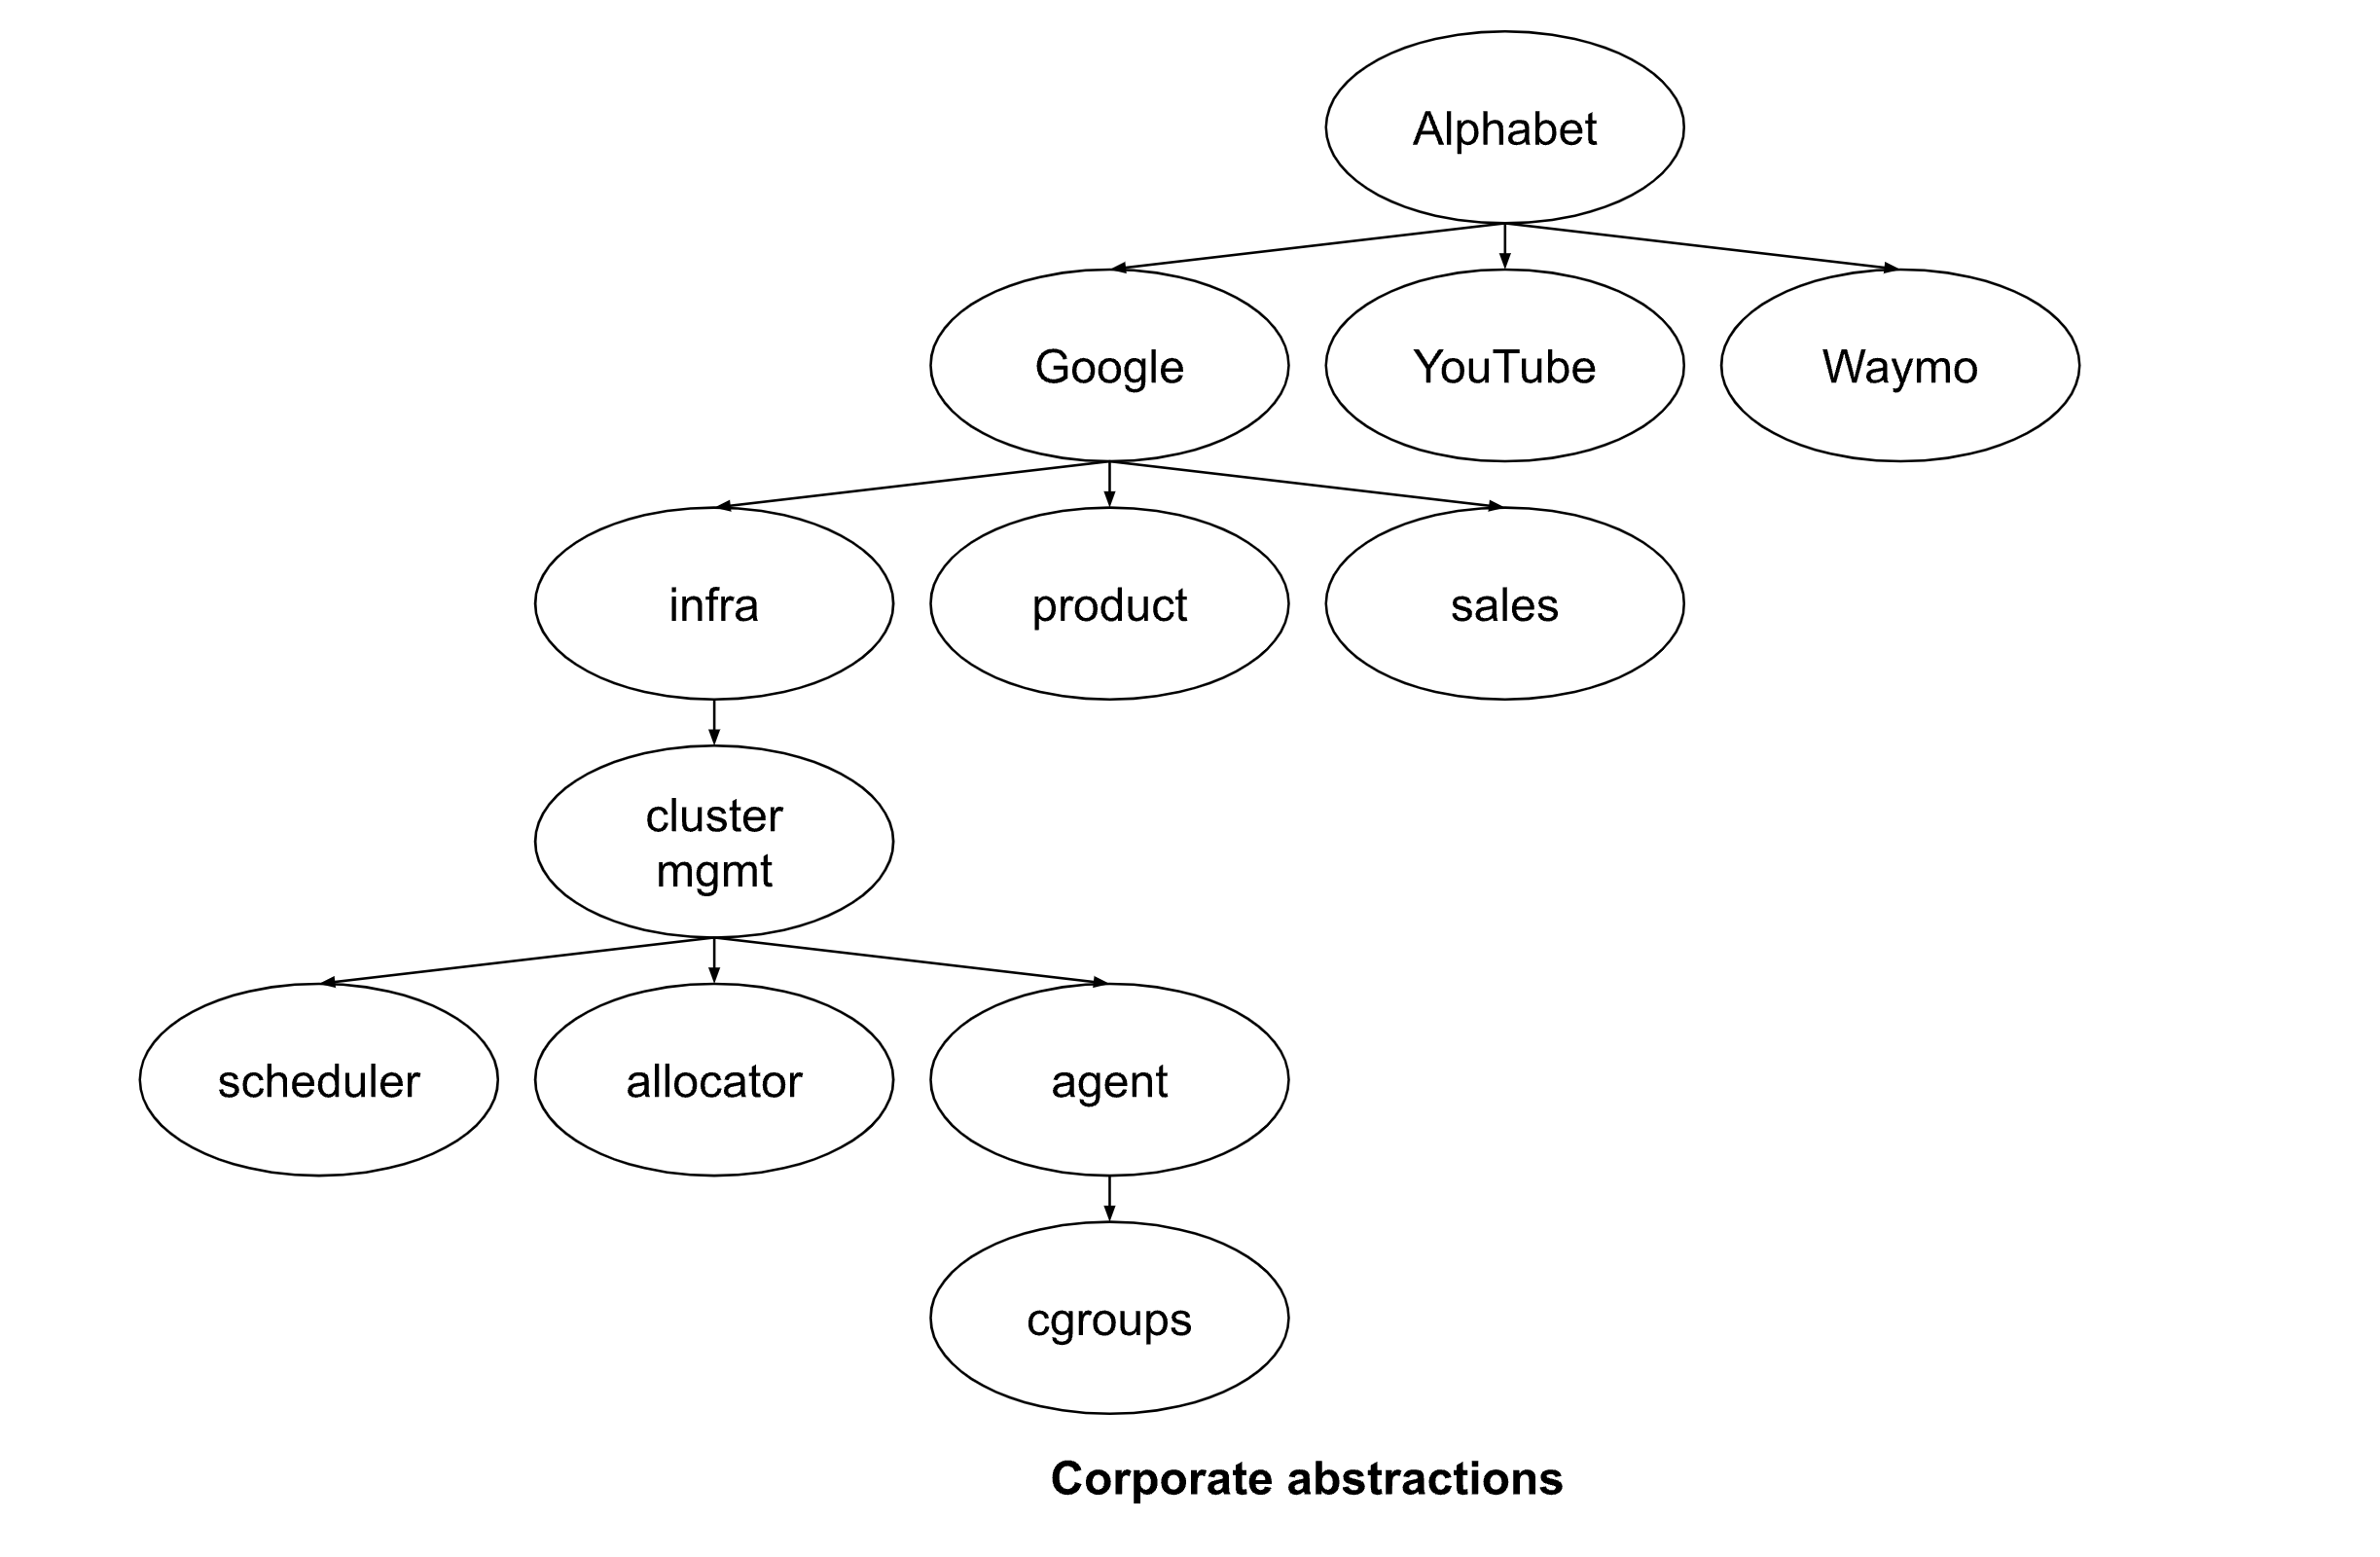 Alphabet
Google
YouTube
Waymo
infra
product
sales
cluster
mgmt
scheduler
allocator
agent
cgroups
Corporate abstractions